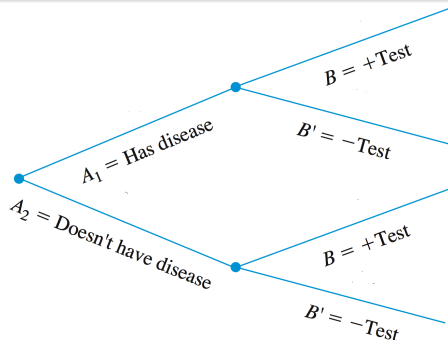 B = +Test
A₁ = Has disease
B' = −Test
A₂ = Doesn't have disease
B = +Test
B' = −Test